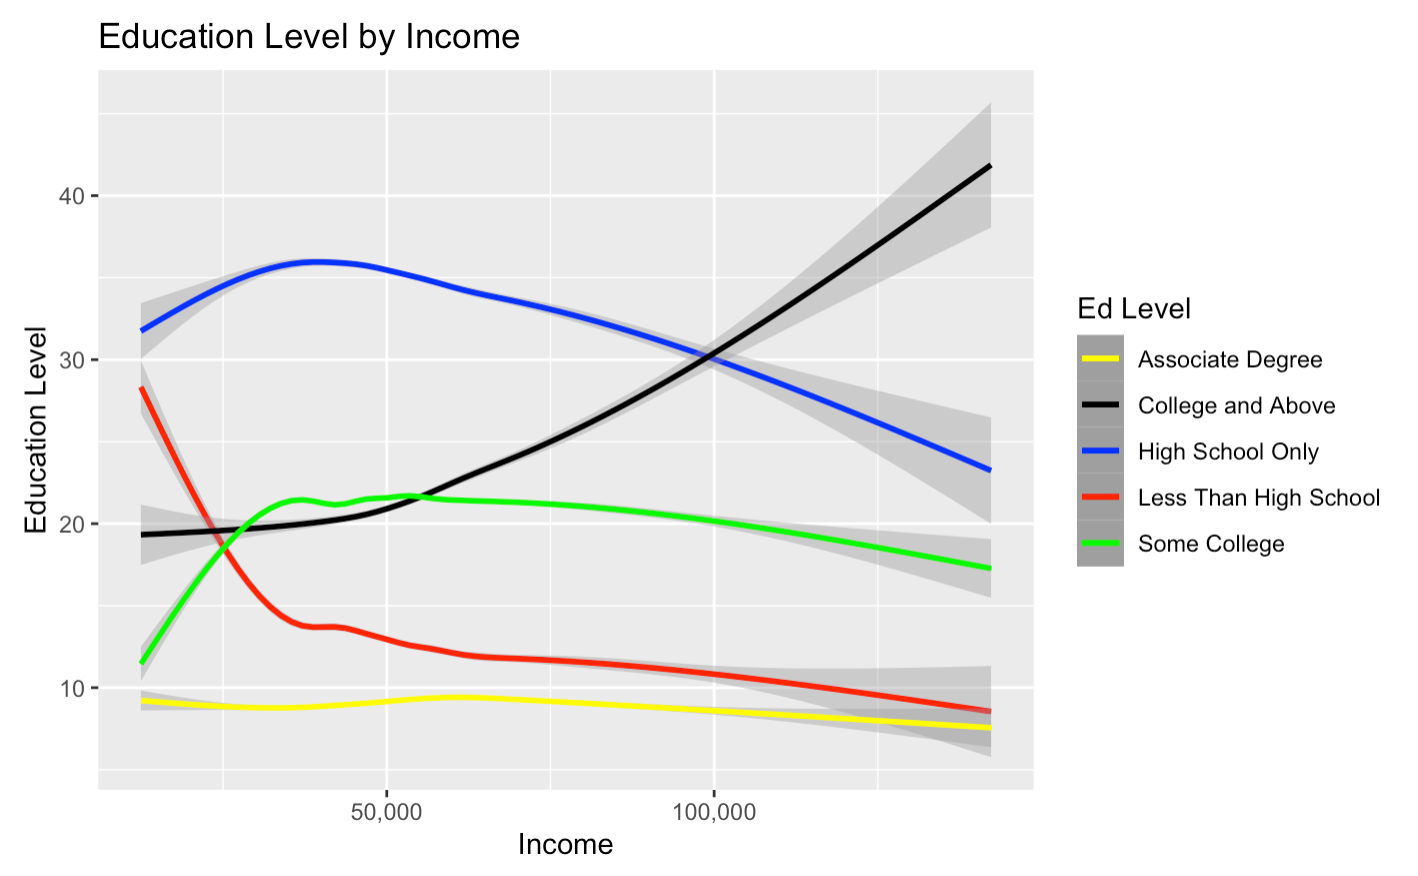 Education Level by Income
Education Level
40
30
20
10
50,000
100,000
Income
Ed Level
Associate Degree
College and Above
High School Only
Less Than High School
Some College